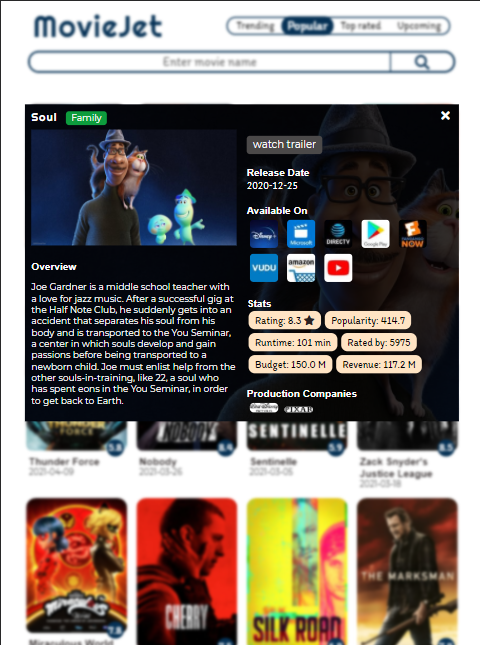 MovieJet
Trending Popular Top rated Upcoming
Enter movie name
Soul Family
watch trailer
Release Date
2020-12-25
Available On
Disney+
Microsoft
DIRECTV
Google Play
NOW
VUDU
amazon
Overview
Joe Gardner is a middle school teacher with
a love for jazz music. After a successful gig at
the Half Note Club, he suddenly gets into an
accident that separates his soul from his
body and is transported to the You Seminar,
a center in which souls develop and gain
passions before being transported to a
newborn child. Joe must enlist help from the
other souls-in-training, like 22, a soul who
has spent eons in the You Seminar, in order
to get back to Earth.
Stats
Rating: 8.3 ★ Popularity: 414.7
Runtime: 101 min Rated by: 5975
Budget: 150.0 M Revenue: 117.2 M
Production Companies
PIXAR
FORCE
NOBODY
SENTINELLE
7.8
8.4
5.9
8.5
Thunder Force
2021-04-09
Nobody
2021-03-26
Sentinelle
2021-03-05
Zack Snyder's
Justice League
2021-03-18
MIRACULOUS
CHERRY
SILK ROAD
THE MARKSMAN
Miraculous World